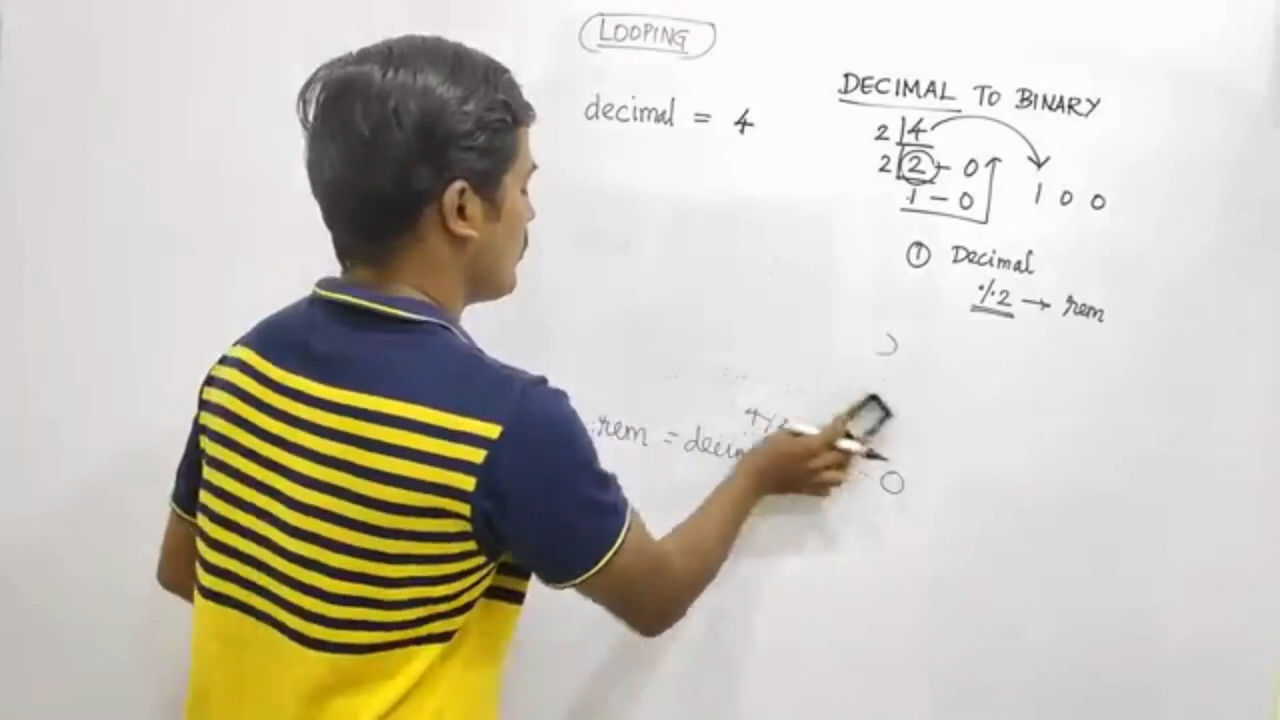 LOOPING
decimal = 4
DECIMAL TO BINARY
2 4
2 2 - 0
1 - 0
1 0 0
① Decimal
%2 → rem
rem = decim
0